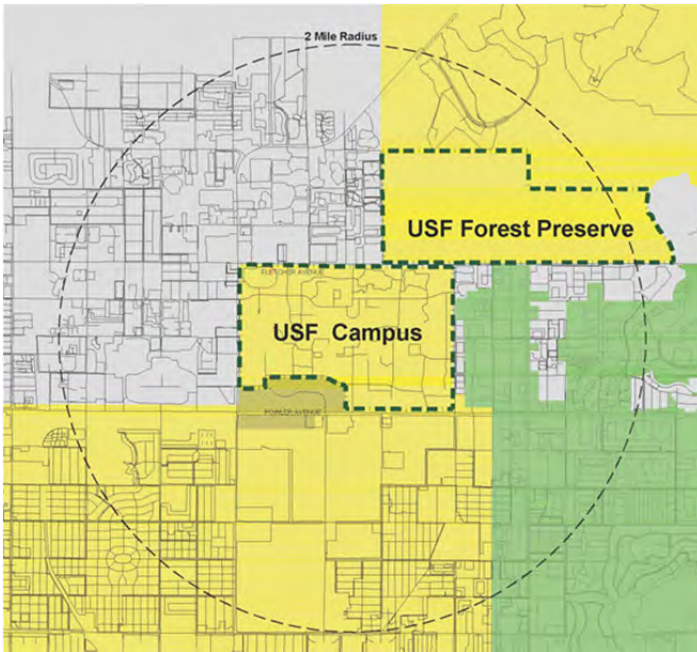 2 Mile Radius
USF Forest Preserve
FLETCHER AVENUE
USF Campus
FOWLER AVENUE